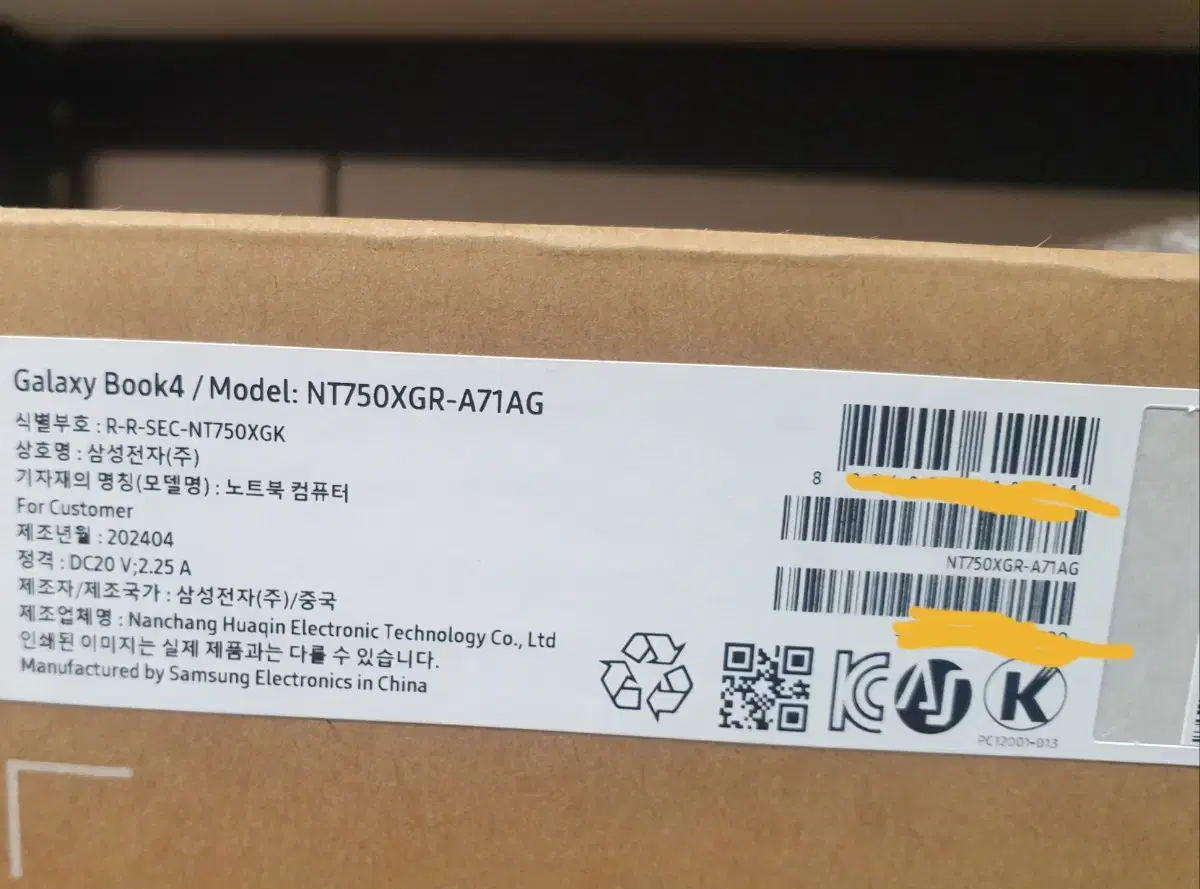 Galaxy Book4 / Model: NT750XGR-A71AG
식별부호 : R-R-SEC-NT750XGK
상호명 : 삼성전자(주)
기자재의 명칭(모델명) : 노트북 컴퓨터
For Customer
제조년월 : 202404
정격 : DC20 V;2.25 A
제조자/제조국가 : 삼성전자(주)/중국
제조업체명 : Nanchang Huaqin Electronic Technology Co., Ltd
인쇄된 이미지는 실제 제품과는 다를 수 있습니다.
Manufactured by Samsung Electronics in China
8
NT750XGR-A71AG
K
PC12001-013